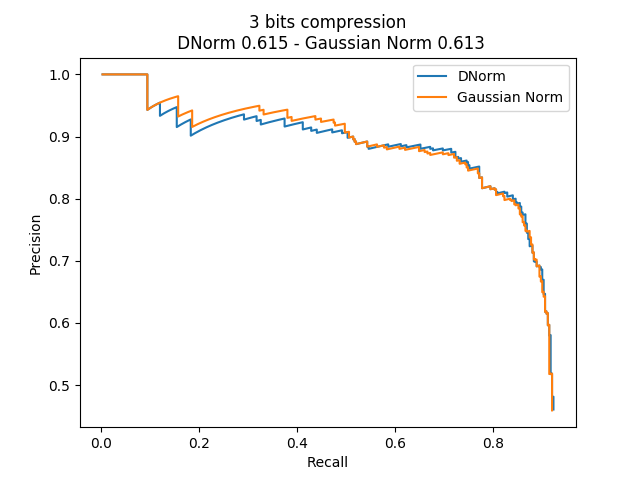 3 bits compression
DNorm 0.615 - Gaussian Norm 0.613
DNorm
Gaussian Norm
1.0
0.9
0.8
0.7
0.6
0.5
Precision
0.0 0.2 0.4 0.6 0.8
Recall